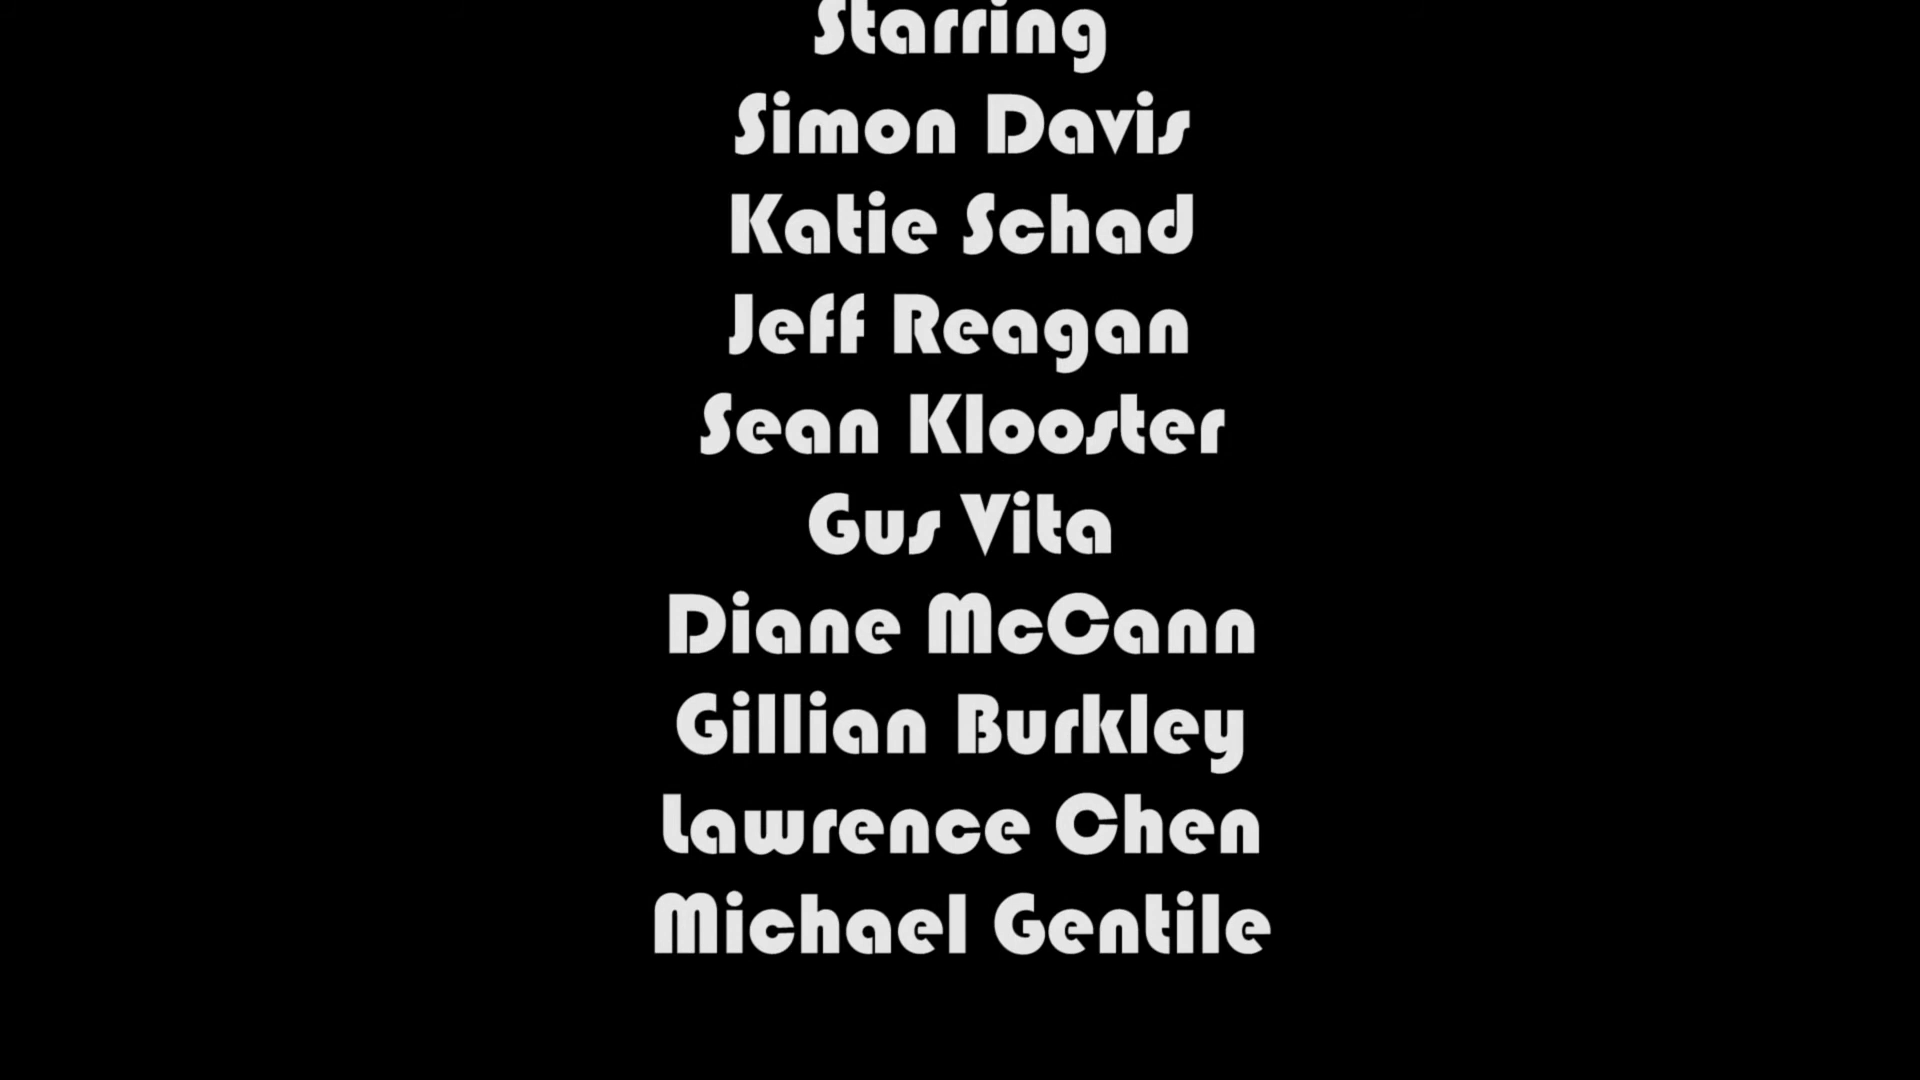 Starring
Simon Davis
Katie Schad
Jeff Reagan
Sean Klooster
Gus Vita
Diane McCann
Gillian Burkley
Lawrence Chen
Michael Gentile